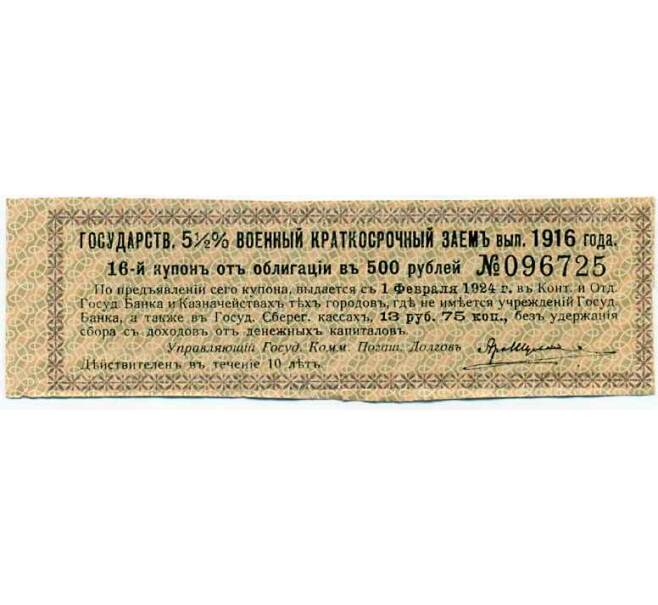 ГОСУДАРСТВ. 5½% ВОЕННЫЙ КРАТКОСРОЧНЫЙ ЗАЕМЪ вып. 1916 года.
16-й купонъ отъ облигаціи въ 500 рублей №096725
По предъявленіи сего купона, выдается съ 1 Февраля 1924 г. въ Конт. и Отд.
Госуд. Банка и Казначействахъ тѣхъ городовъ, гдѣ не имѣется учрежденій Госуд.
Банка, а также въ Госуд. Сберег. кассахъ, 13 руб. 75 коп., безъ удержанія
сбора съ доходовъ отъ денежныхъ капиталовъ.
Управляющій Госуд. Комм. Погаш. Долговъ
Дѣйствителенъ въ теченіе 10 лѣтъ.